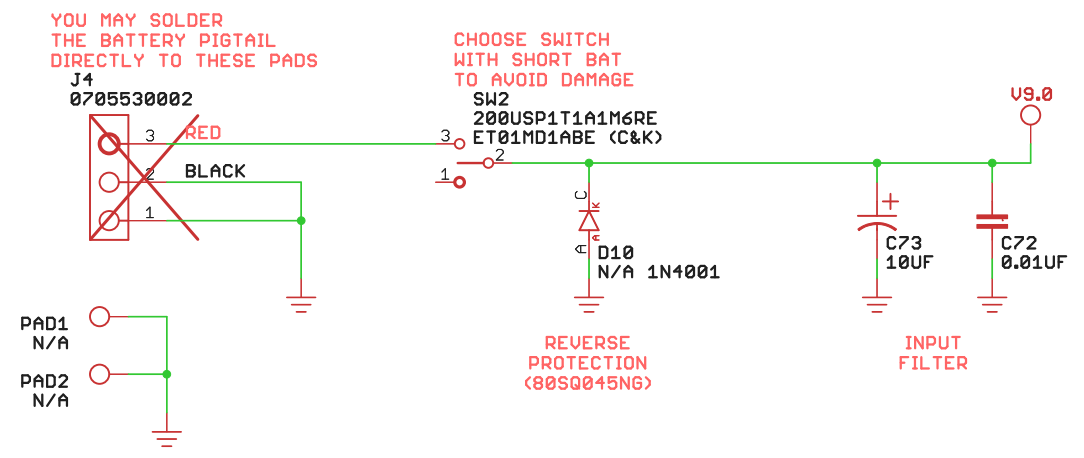 YOU MAY SOLDER
THE BATTERY PIGTAIL
DIRECTLY TO THESE PADS
J4
0705530002
3
RED
2
BLACK
1
CHOOSE SWITCH
WITH SHORT BAT
TO AVOID DAMAGE
SW2
200USP1T1A1M6RE
ET01MD1ABE (C&K)
3
2
1
V9.0
C
K
A
A
D10
N/A 1N4001
+
C73
10UF
C72
0.01UF
PAD1
N/A
PAD2
N/A
REVERSE
PROTECTION
(80SQ045NG)
INPUT
FILTER